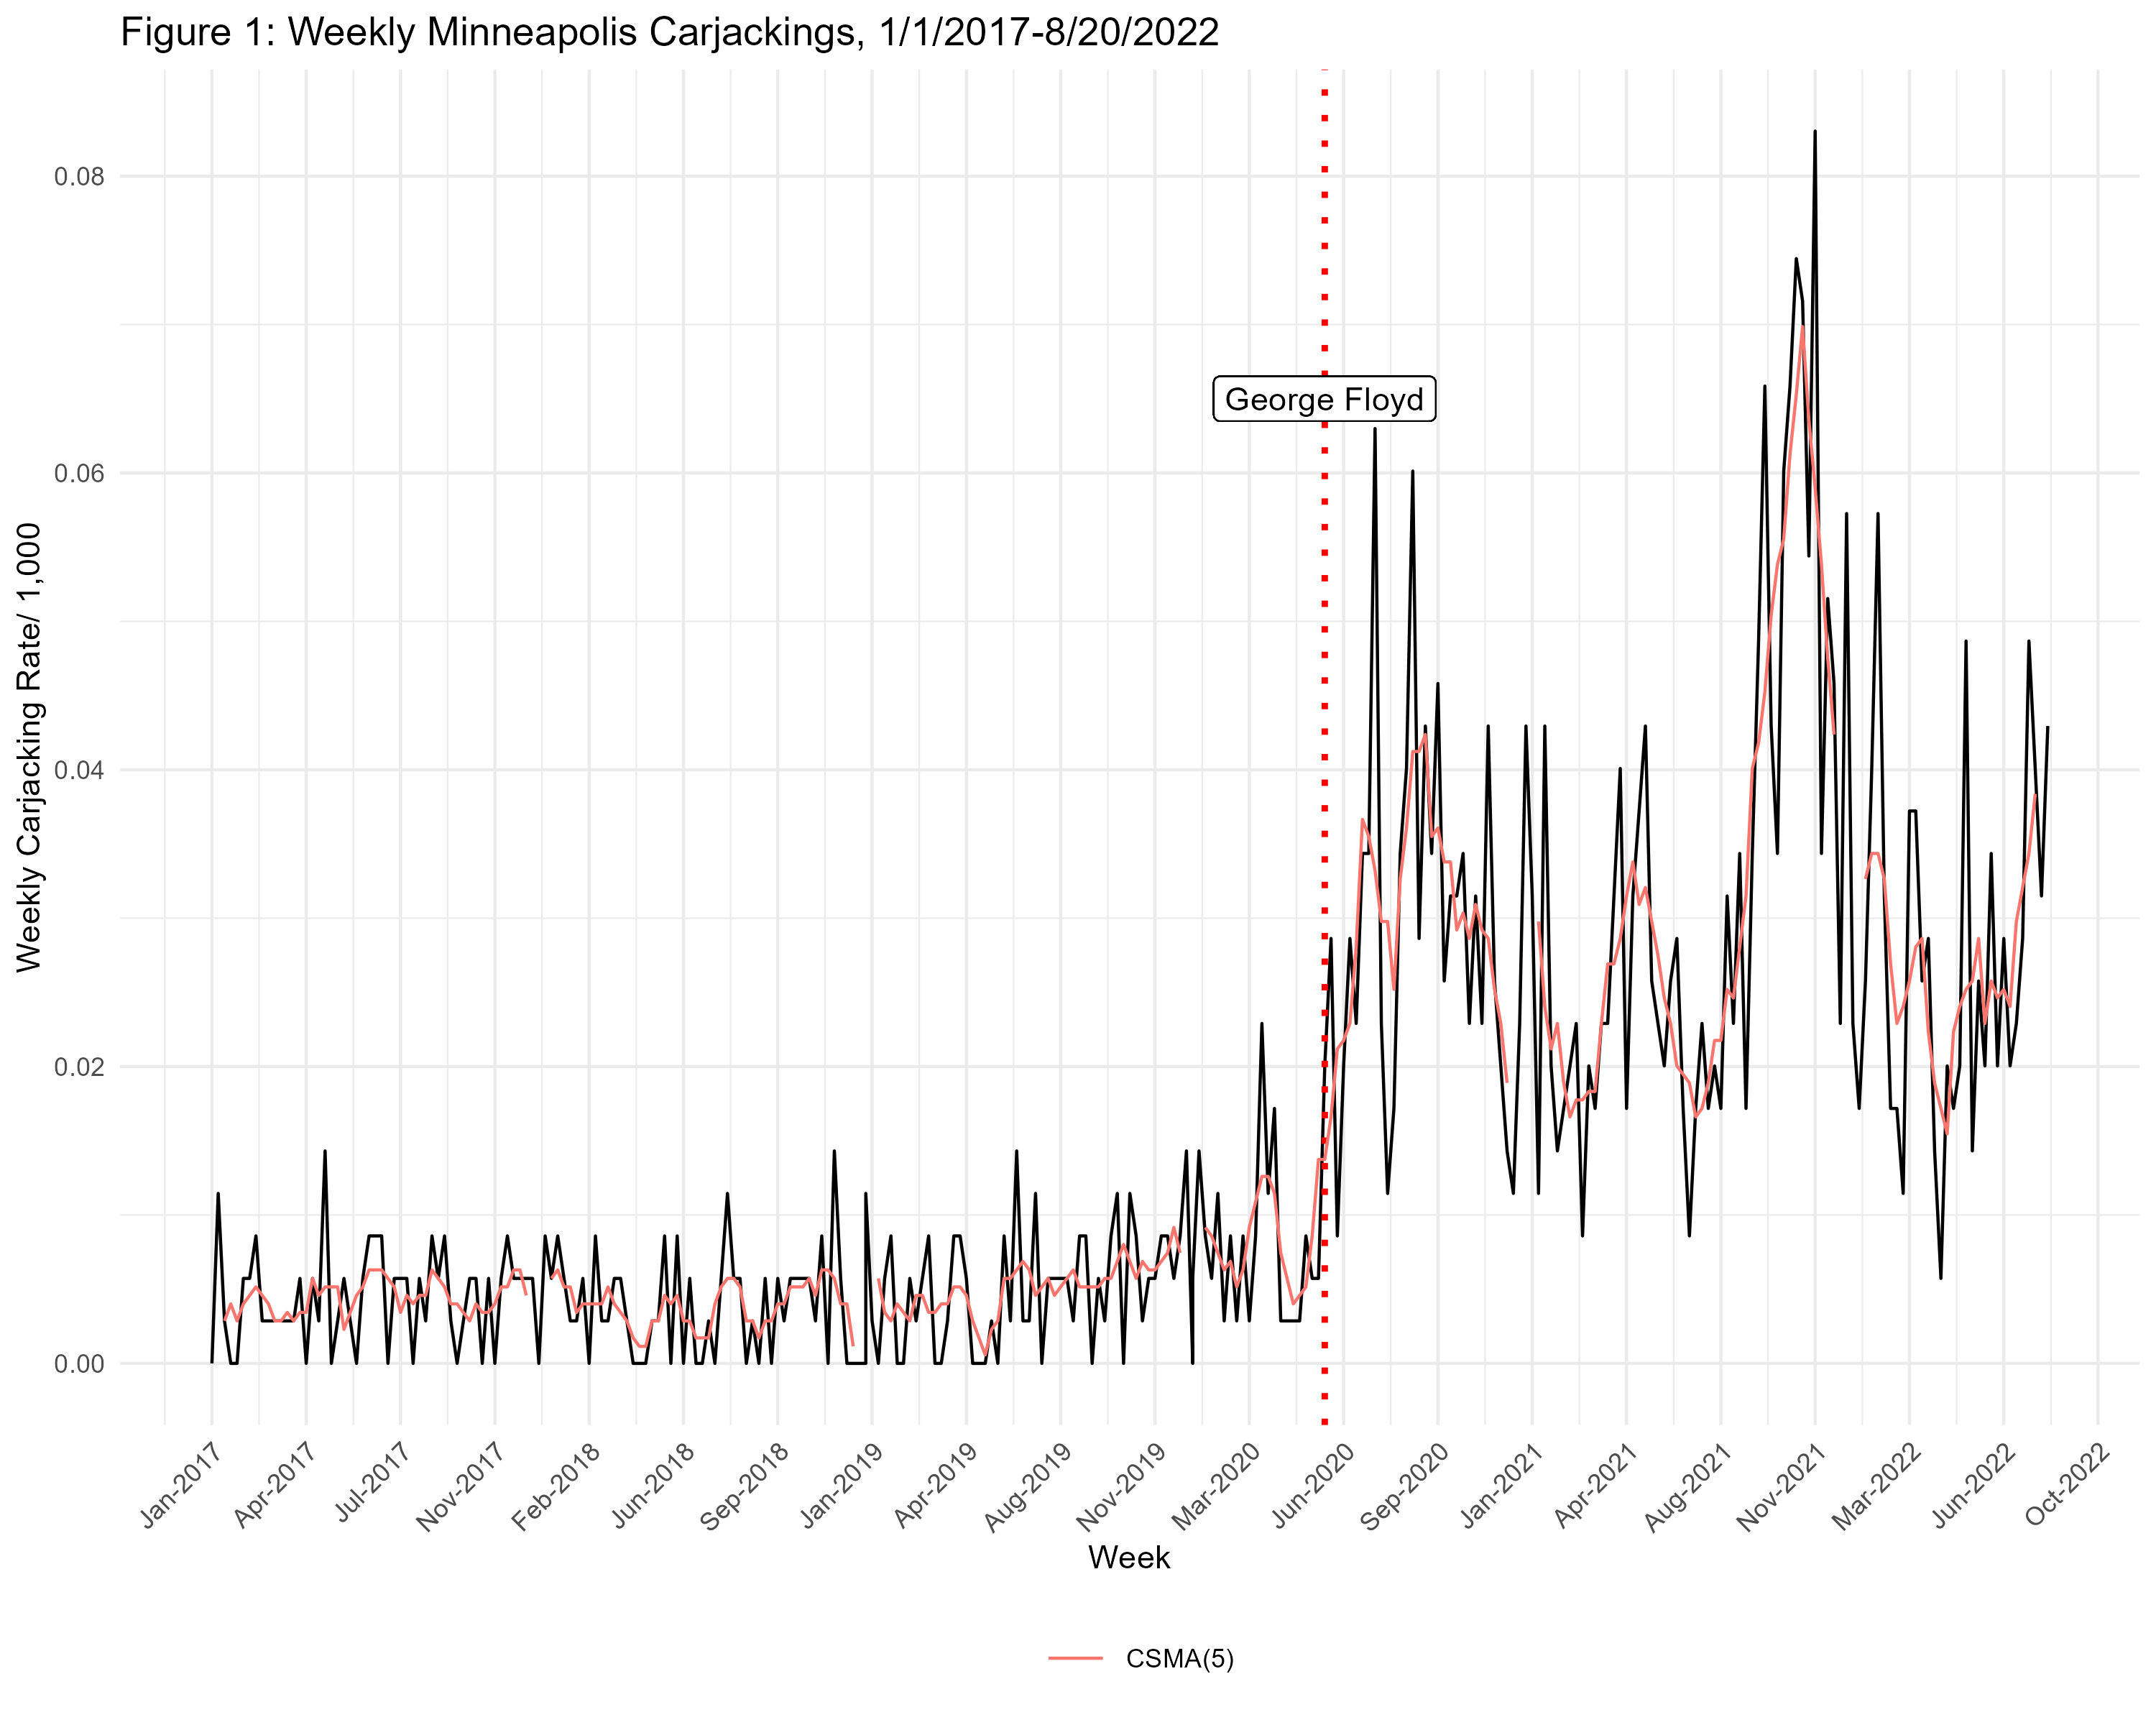 Figure 1: Weekly Minneapolis Carjackings, 1/1/2017-8/20/2022
Weekly Carjacking Rate/ 1,000
0.08
0.06
0.04
0.02
0.00
George Floyd
Jan-2017
Apr-2017
Jul-2017
Nov-2017
Feb-2018
Jun-2018
Sep-2018
Jan-2019
Apr-2019
Aug-2019
Nov-2019
Mar-2020
Jun-2020
Sep-2020
Jan-2021
Apr-2021
Aug-2021
Nov-2021
Mar-2022
Jun-2022
Oct-2022
Week
CSMA(5)